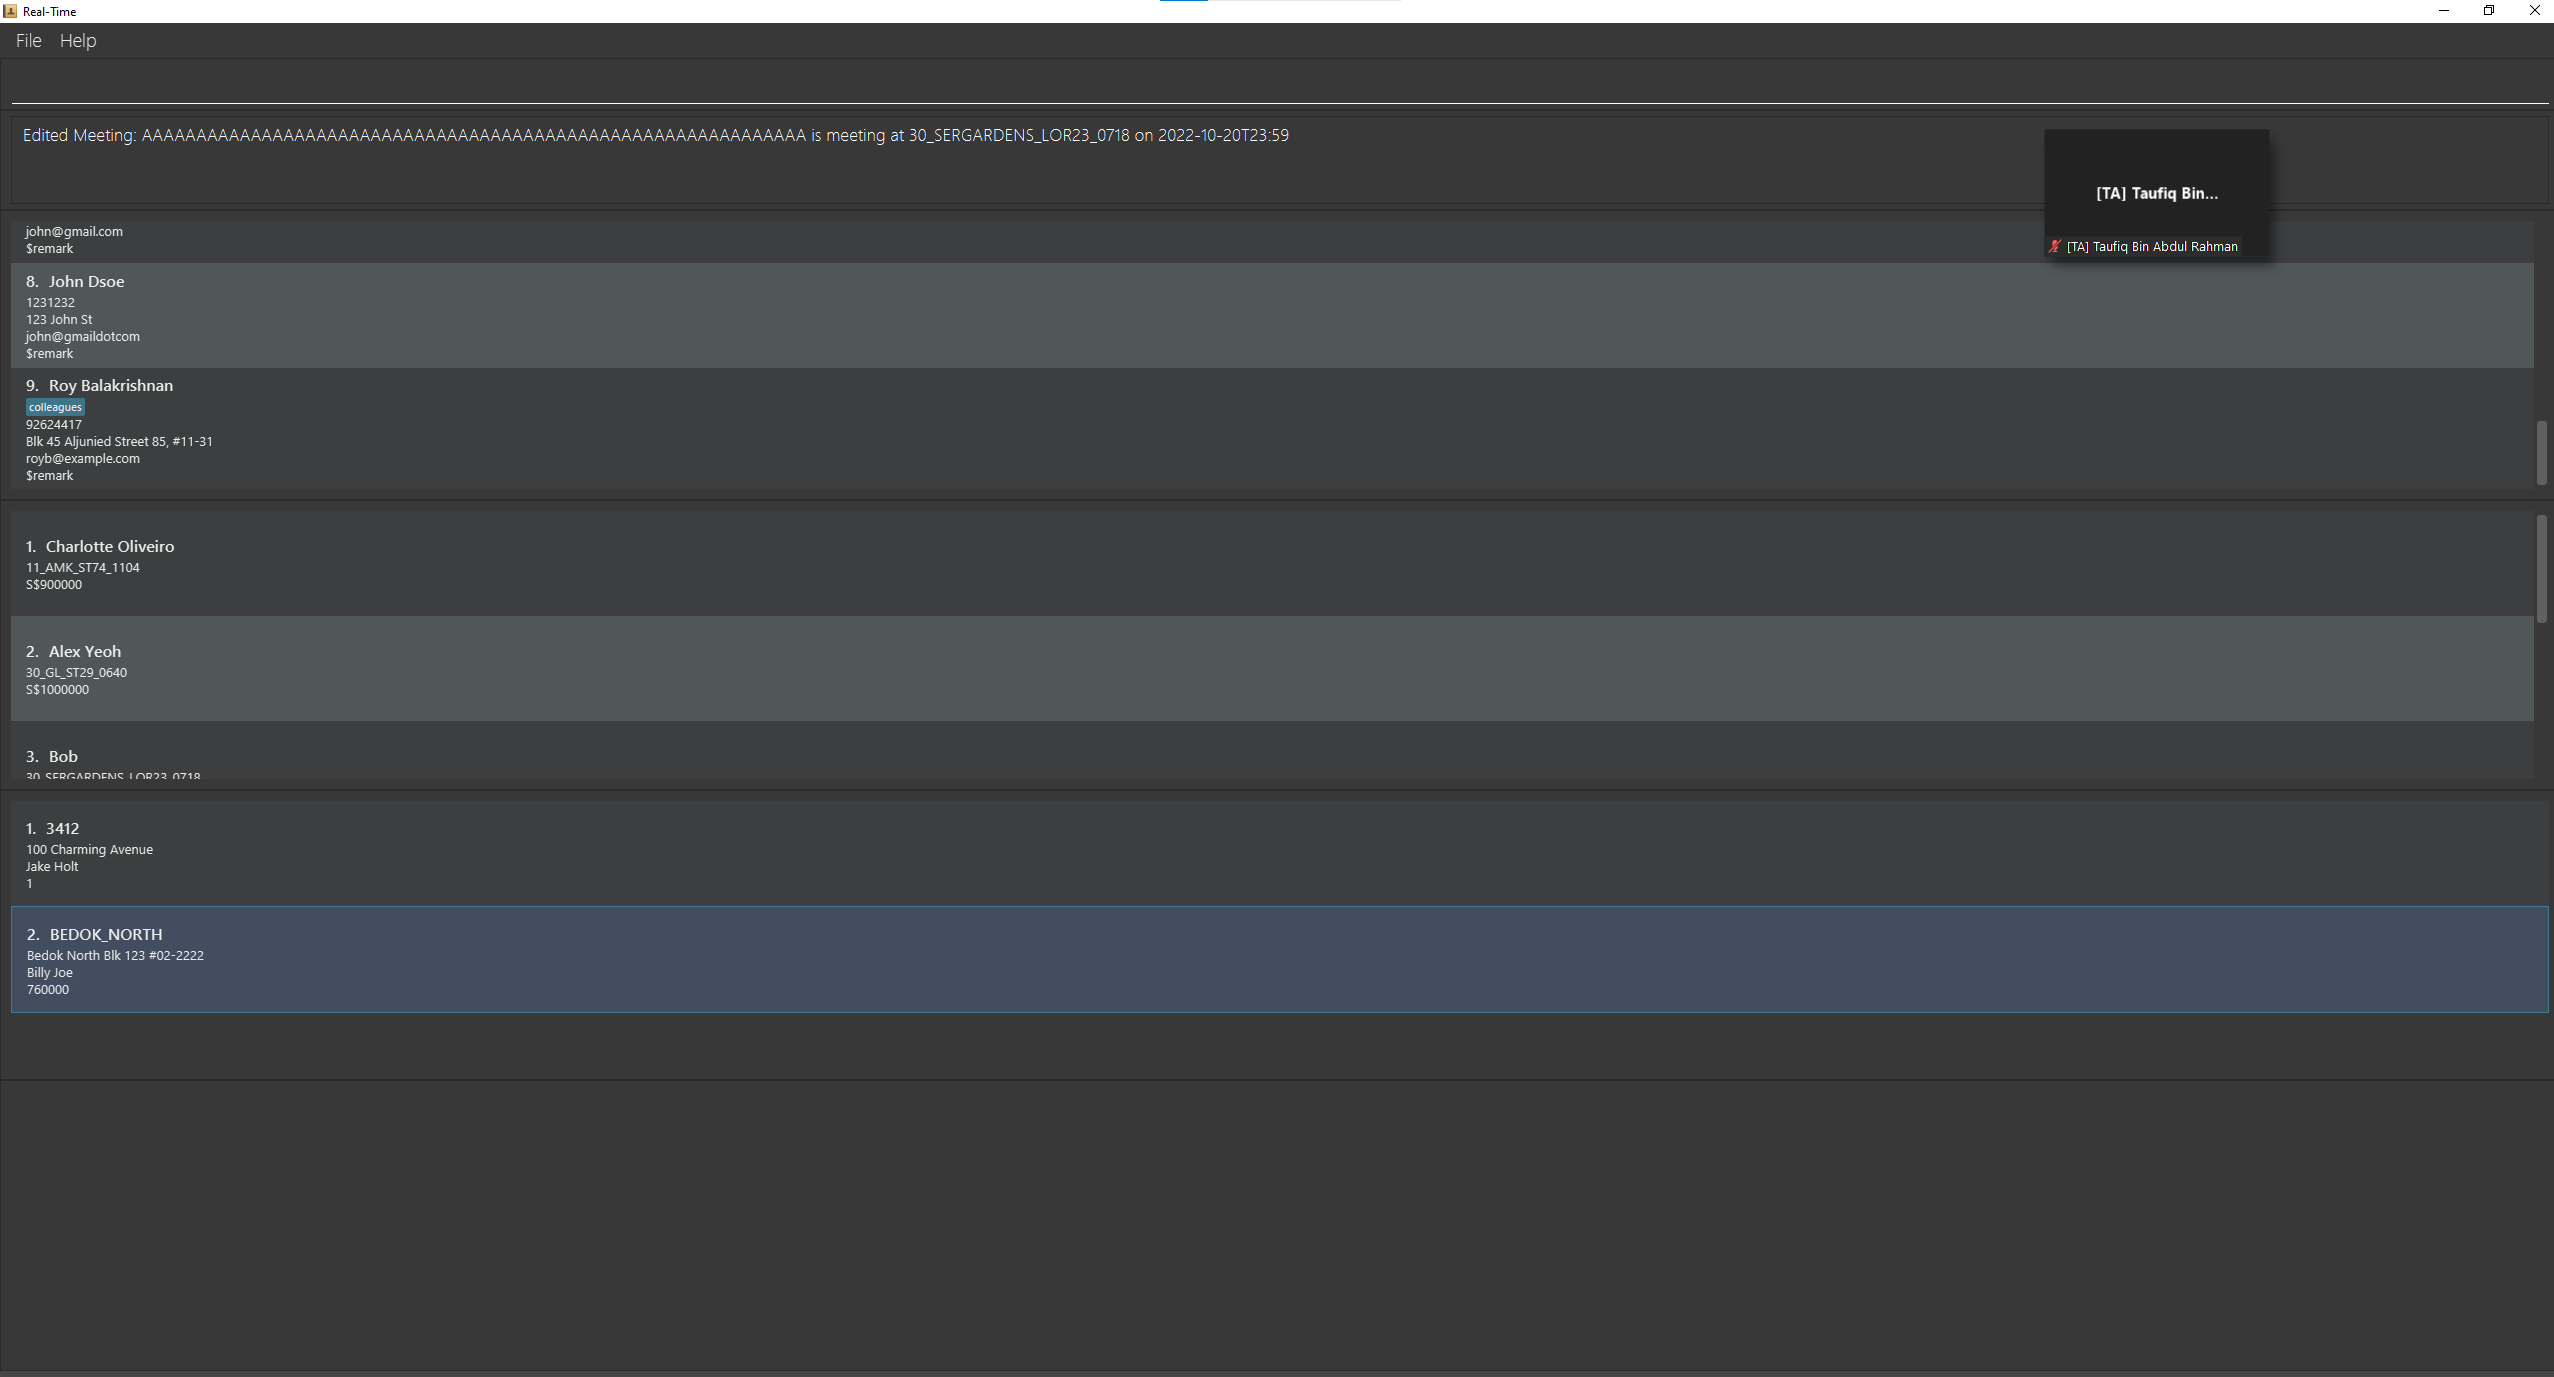 Real-Time
File Help
Edited Meeting: AAAAAAAAAAAAAAAAAAAAAAAAAAAAAAAAAAAAAAAAAAAAAAAAAAAAAAAAAAAAA is meeting at 30_SERGARDENS_LOR23_0718 on 2022-10-20T23:59
[TA] Taufiq Bin...
[TA] Taufiq Bin Abdul Rahman
john@gmail.com
$remark
8. John Dsoe
1231232
123 John St
john@gmaildotcom
$remark
9. Roy Balakrishnan
colleagues
92624417
Blk 45 Aljunied Street 85, #11-31
royb@example.com
$remark
1. Charlotte Oliveiro
11_AMK_ST74_1104
S$900000
2. Alex Yeoh
30_GL_ST29_0640
S$1000000
3. Bob
30_SERGARDENS_LOR23_0718
1. 3412
100 Charming Avenue
Jake Holt
1
2. BEDOK_NORTH
Bedok North Blk 123 #02-2222
Billy Joe
760000